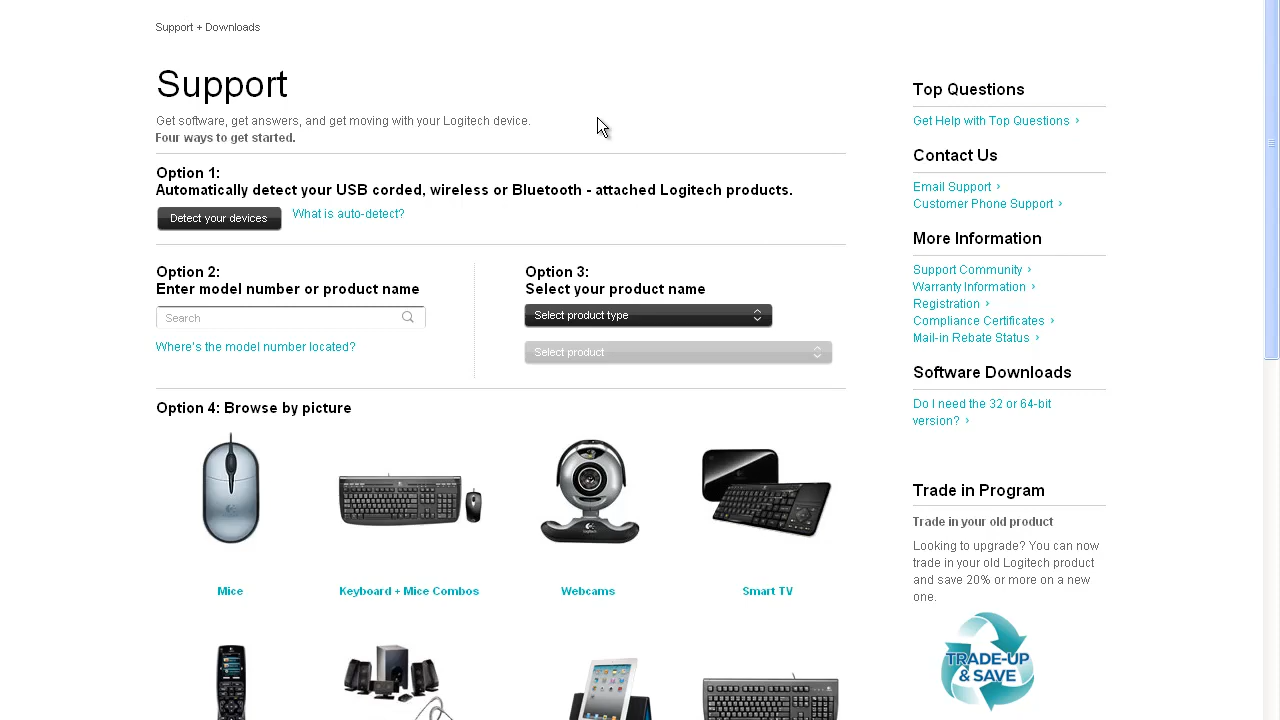 Support + Downloads
Support
Get software, get answers, and get moving with your Logitech device.
Four ways to get started.
Option 1:
Automatically detect your USB corded, wireless or Bluetooth - attached Logitech products.
Detect your devices
What is auto-detect?
Option 2:
Enter model number or product name
Search
Where's the model number located?
Option 3:
Select your product name
Select product type
Select product
Option 4: Browse by picture
Mice
Keyboard + Mice Combos
Webcams
Smart TV
Top Questions
Get Help with Top Questions ›
Contact Us
Email Support ›
Customer Phone Support ›
More Information
Support Community ›
Warranty Information ›
Registration ›
Compliance Certificates ›
Mail-in Rebate Status ›
Software Downloads
Do I need the 32 or 64-bit
version? ›
Trade in Program
Trade in your old product
Looking to upgrade? You can now
trade in your old Logitech product
and save 20% or more on a new
one.
TRADE-UP
& SAVE